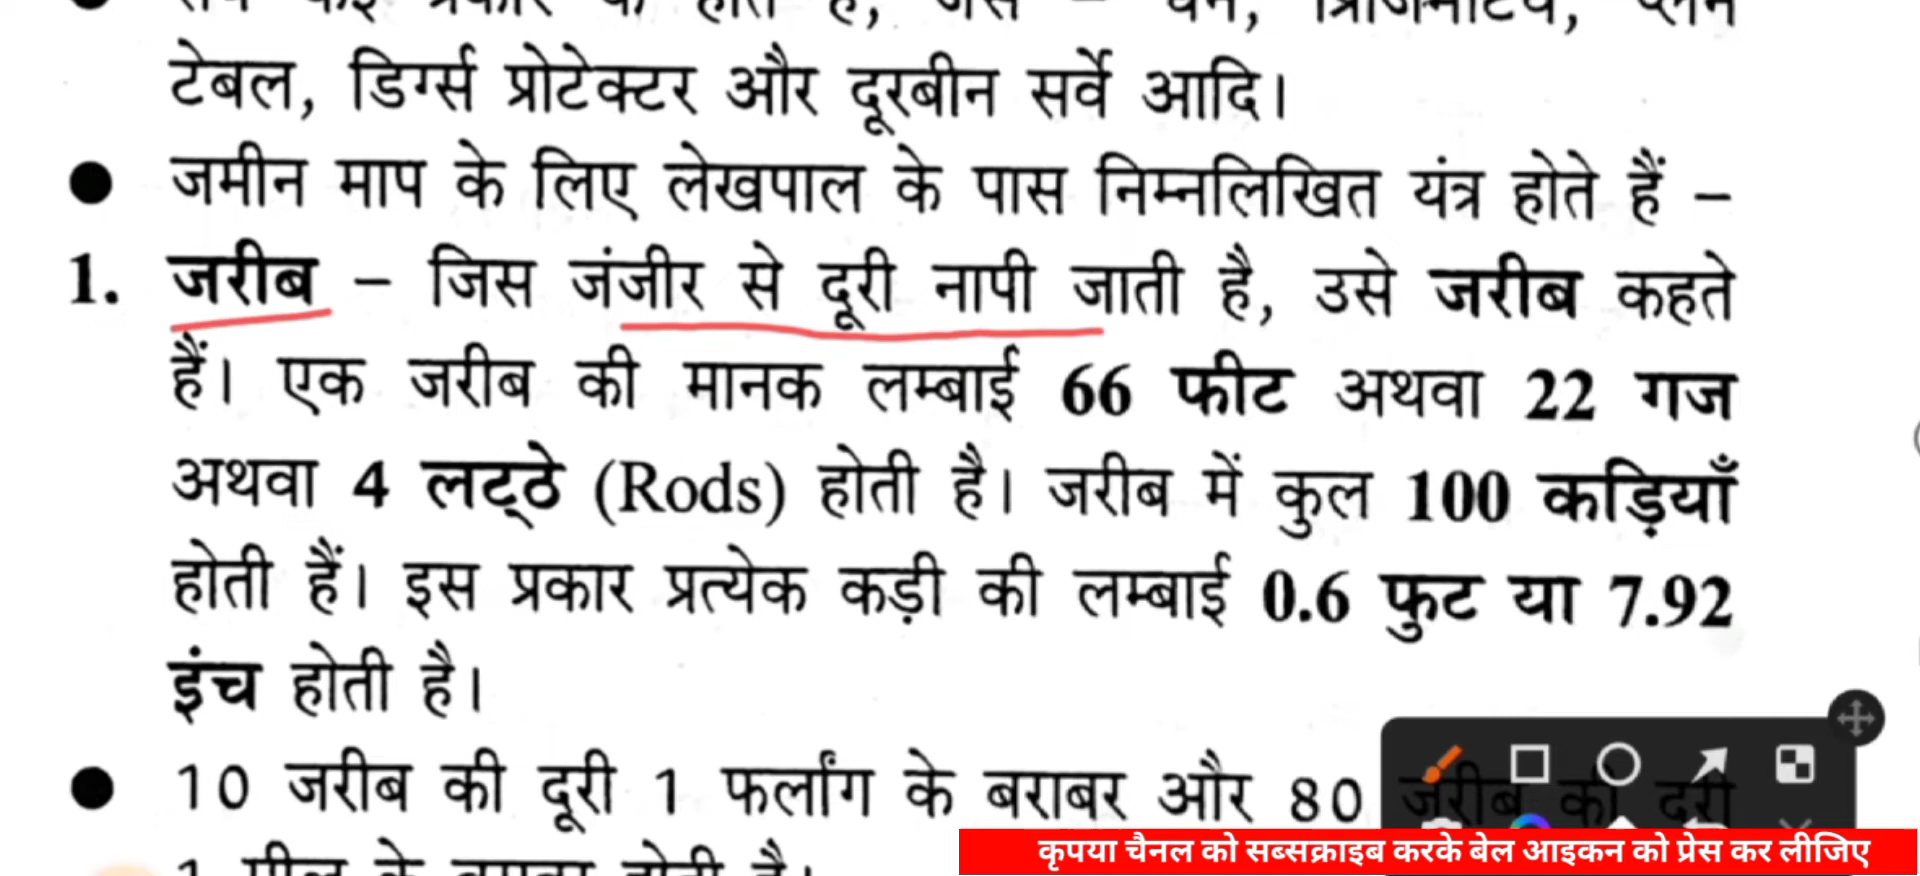 टेबल, डिग्र्स प्रोटेक्टर और दूरबीन सर्वे आदि।
● जमीन माप के लिए लेखपाल के पास निम्नलिखित यंत्र होते हैं –
1. जरीब – जिस जंजीर से दूरी नापी जाती है, उसे जरीब कहते
हैं। एक जरीब की मानक लम्बाई 66 फीट अथवा 22 गज
अथवा 4 लट्ठे (Rods) होती है। जरीब में कुल 100 कड़ियाँ
होती हैं। इस प्रकार प्रत्येक कड़ी की लम्बाई 0.6 फुट या 7.92
इंच होती है।
● 10 जरीब की दूरी 1 फर्लांग के बराबर और 80 जरीब की दूरी
कृपया चैनल को सब्सक्राइब करके बेल आइकन को प्रेस कर लीजिए